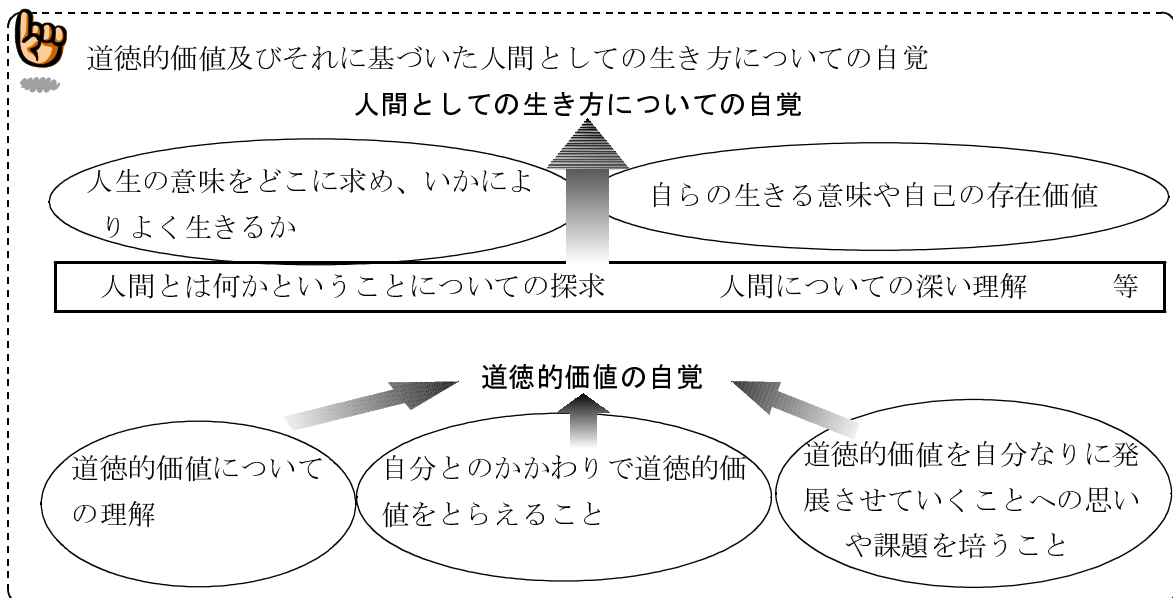 道徳的価値及びそれに基づいた人間としての生き方についての自覚
人間としての生き方についての自覚
人生の意味をどこに求め、いかによ
りよく生きるか
自らの生きる意味や自己の存在価値
人間とは何かということについての探求 人間についての深い理解 等
道徳的価値の自覚
道徳的価値について
の理解
自分とのかかわりで道徳的価
値をとらえること
道徳的価値を自分なりに発
展させていくことへの思い
や課題を培うこと